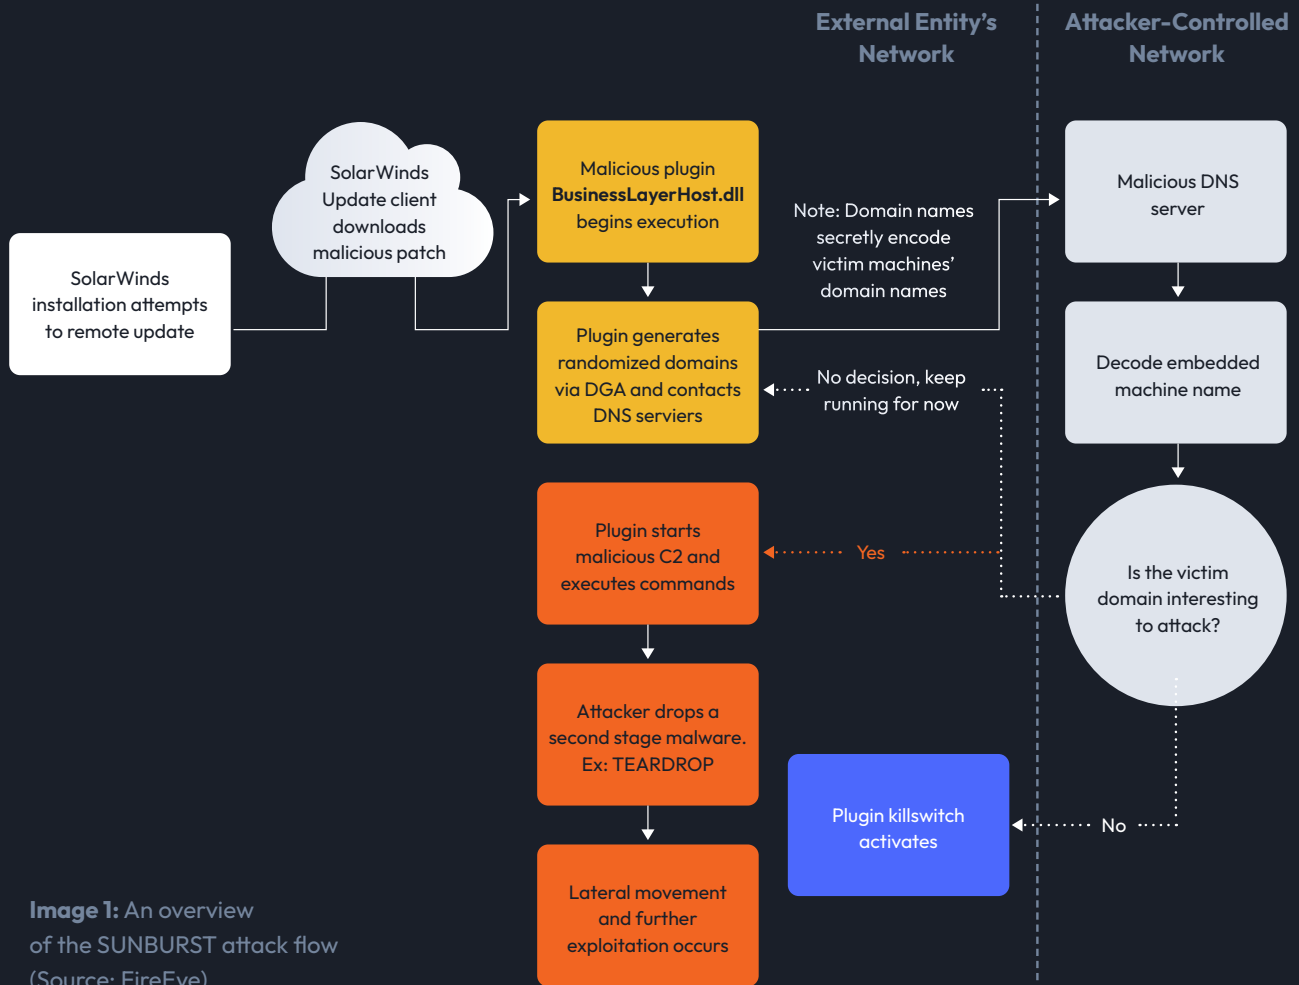 External Entity's
Network
Attacker-Controlled
Network
SolarWinds
installation attempts
to remote update
SolarWinds
Update client
downloads
malicious patch
Malicious plugin
BusinessLayerHost.dll
begins execution
Note: Domain names
secretly encode
victim machines'
domain names
Malicious DNS
server
Plugin generates
randomized domains
via DGA and contacts
DNS serviers
No decision, keep
running for now
Decode embedded
machine name
Plugin starts
malicious C2 and
executes commands
Yes
Is the victim
domain interesting
to attack?
Attacker drops a
second stage malware.
Ex: TEARDROP
Plugin killswitch
activates
No
Lateral movement
and further
exploitation occurs
Image 1: An overview
of the SUNBURST attack flow
(Source: FireEye)